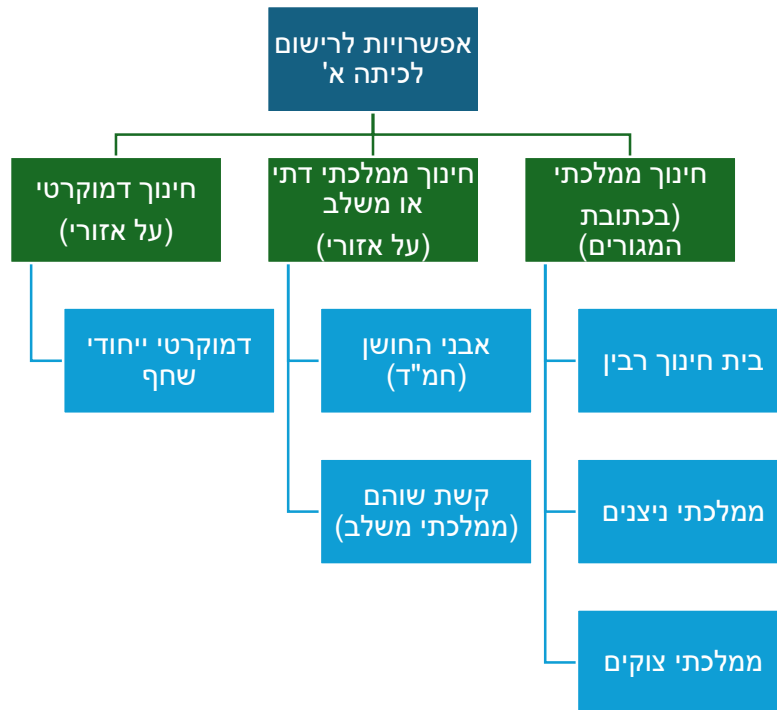 אפשרויות לרישום
לכיתה א'
חינוך ממלכתי
(בכתובת
המגורים)
בית חינוך רבין
ממלכתי ניצנים
ממלכתי צוקים
חינוך ממלכתי דתי
או משלב
(על אזורי)
אבני החושן
(חמ"ד)
קשת שוהם
(ממלכתי משלב)
חינוך דמוקרטי
(על אזורי)
דמוקרטי ייחודי
שחף